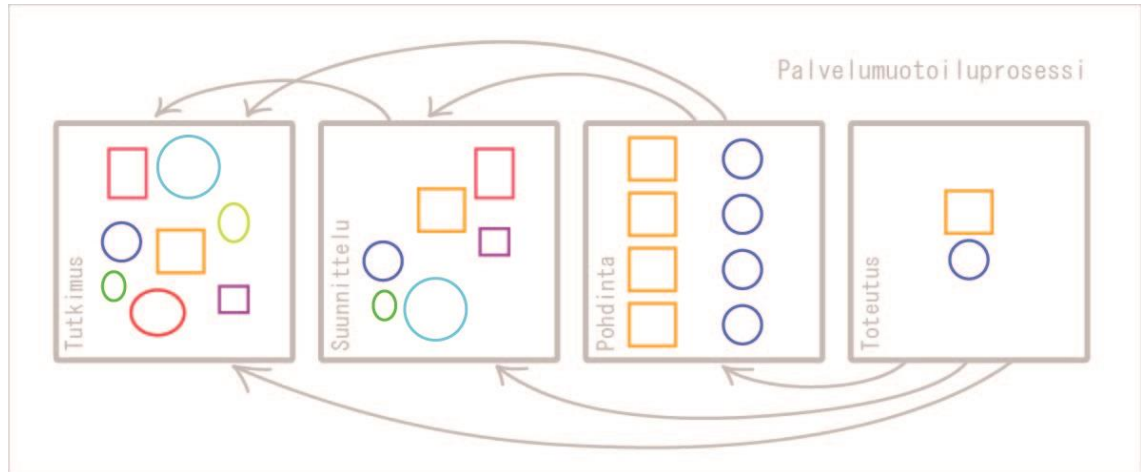 Palvelumuotoiluprosessi
Tutkimus
Suunnittelu
Pohdinta
Toteutus